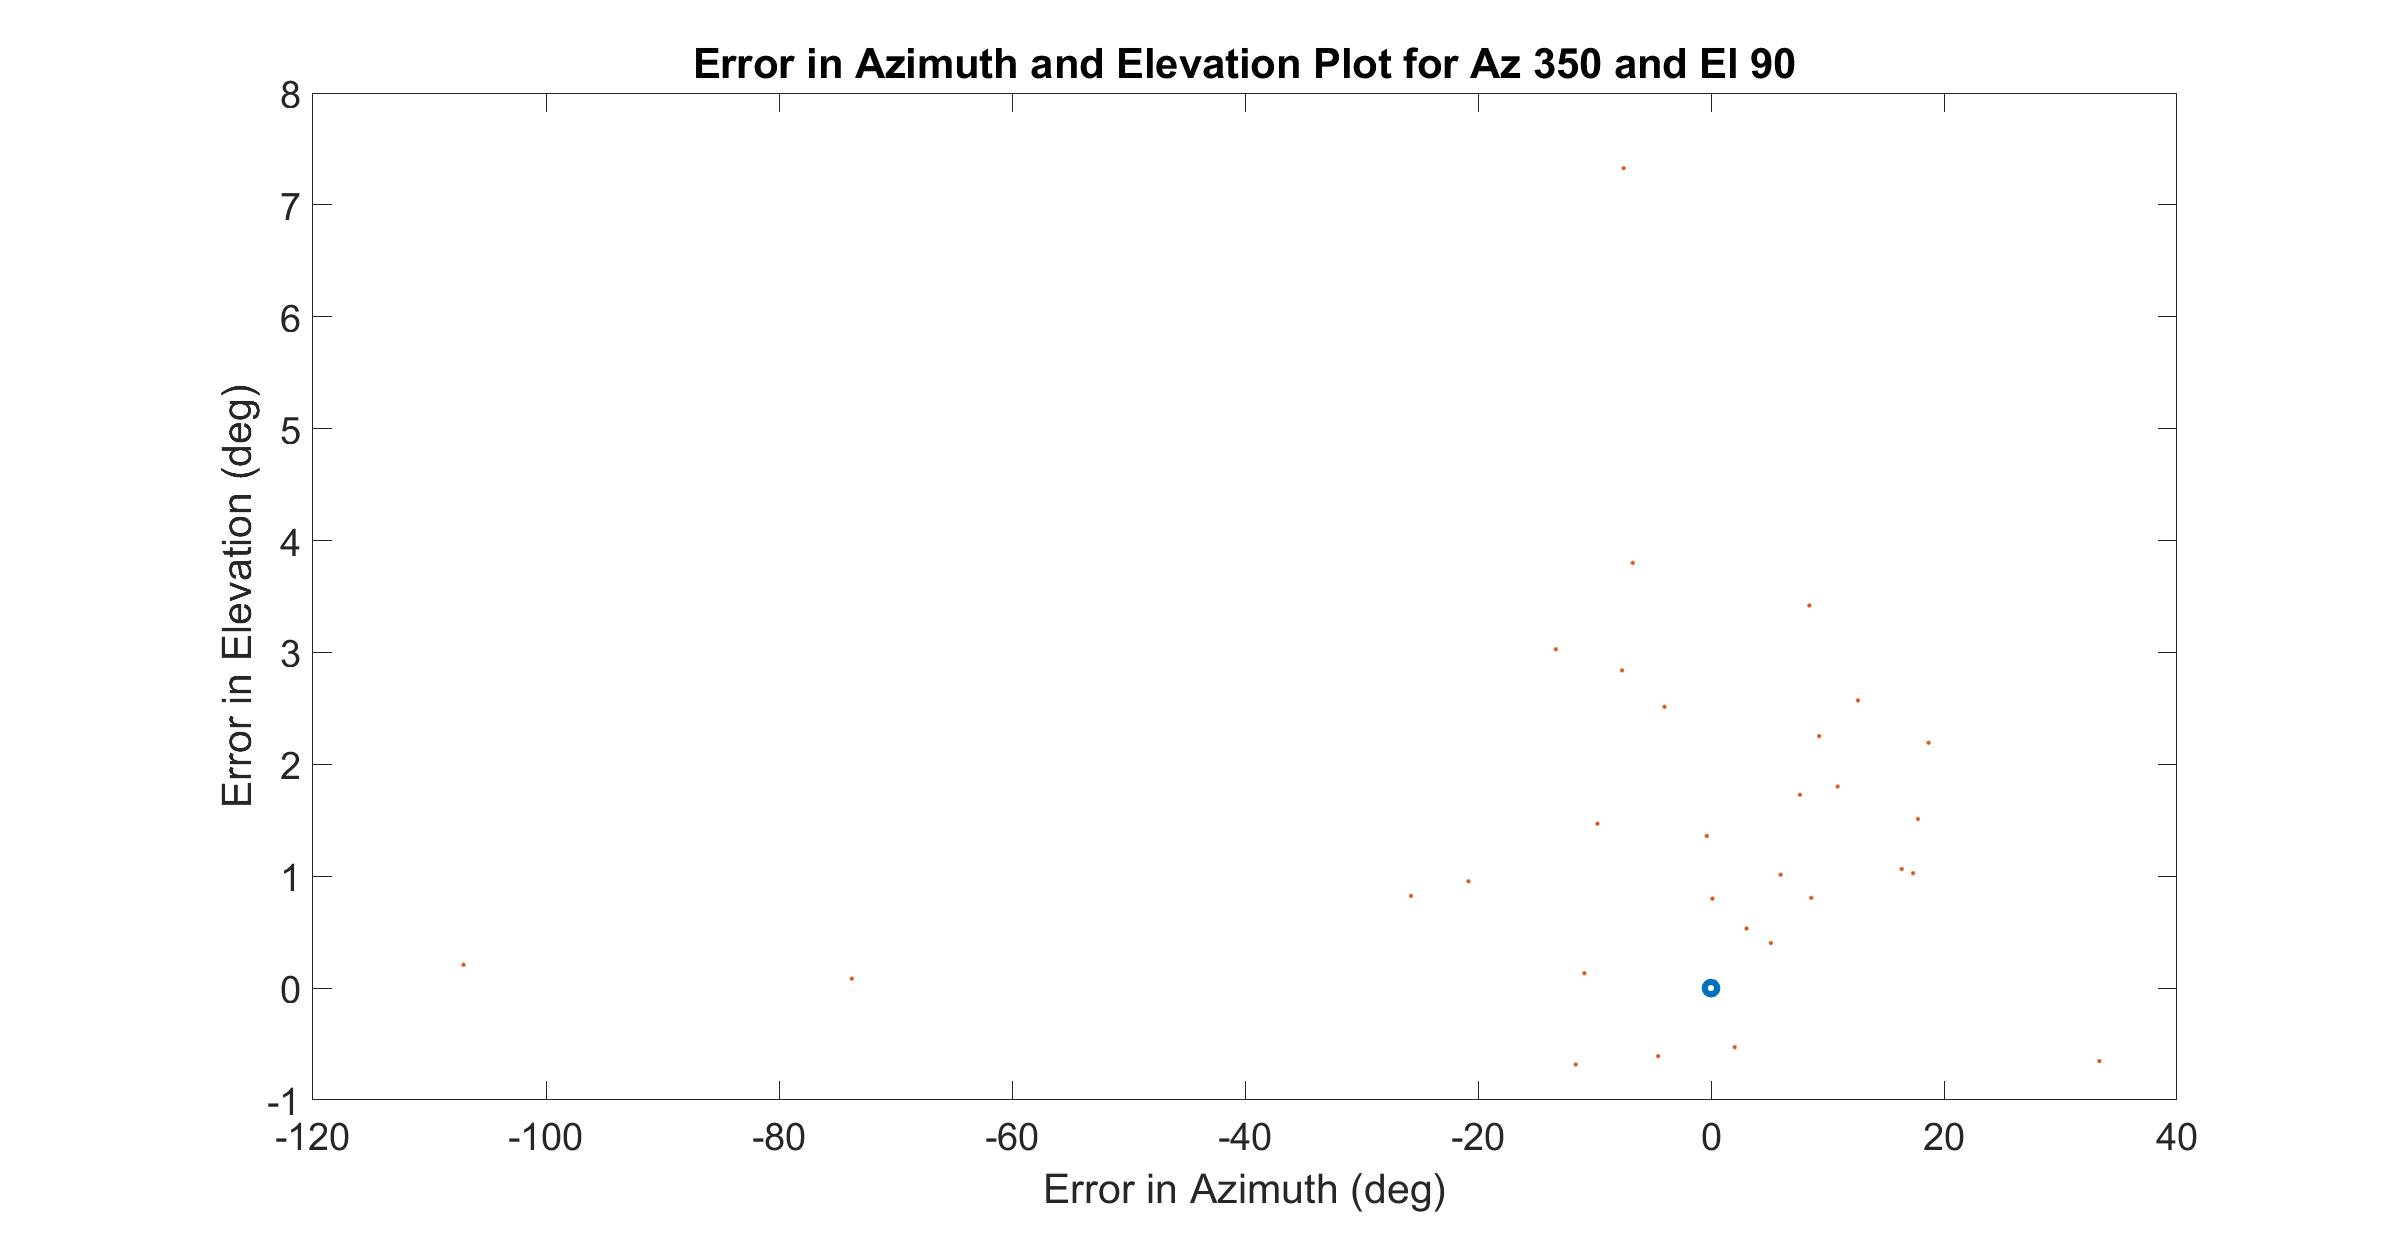 Error in Azimuth and Elevation Plot for Az 350 and El 90
8
7
6
5
4
3
2
1
0
-1
Error in Elevation (deg)
-120 -100 -80 -60 -40 -20 0 20 40
Error in Azimuth (deg)